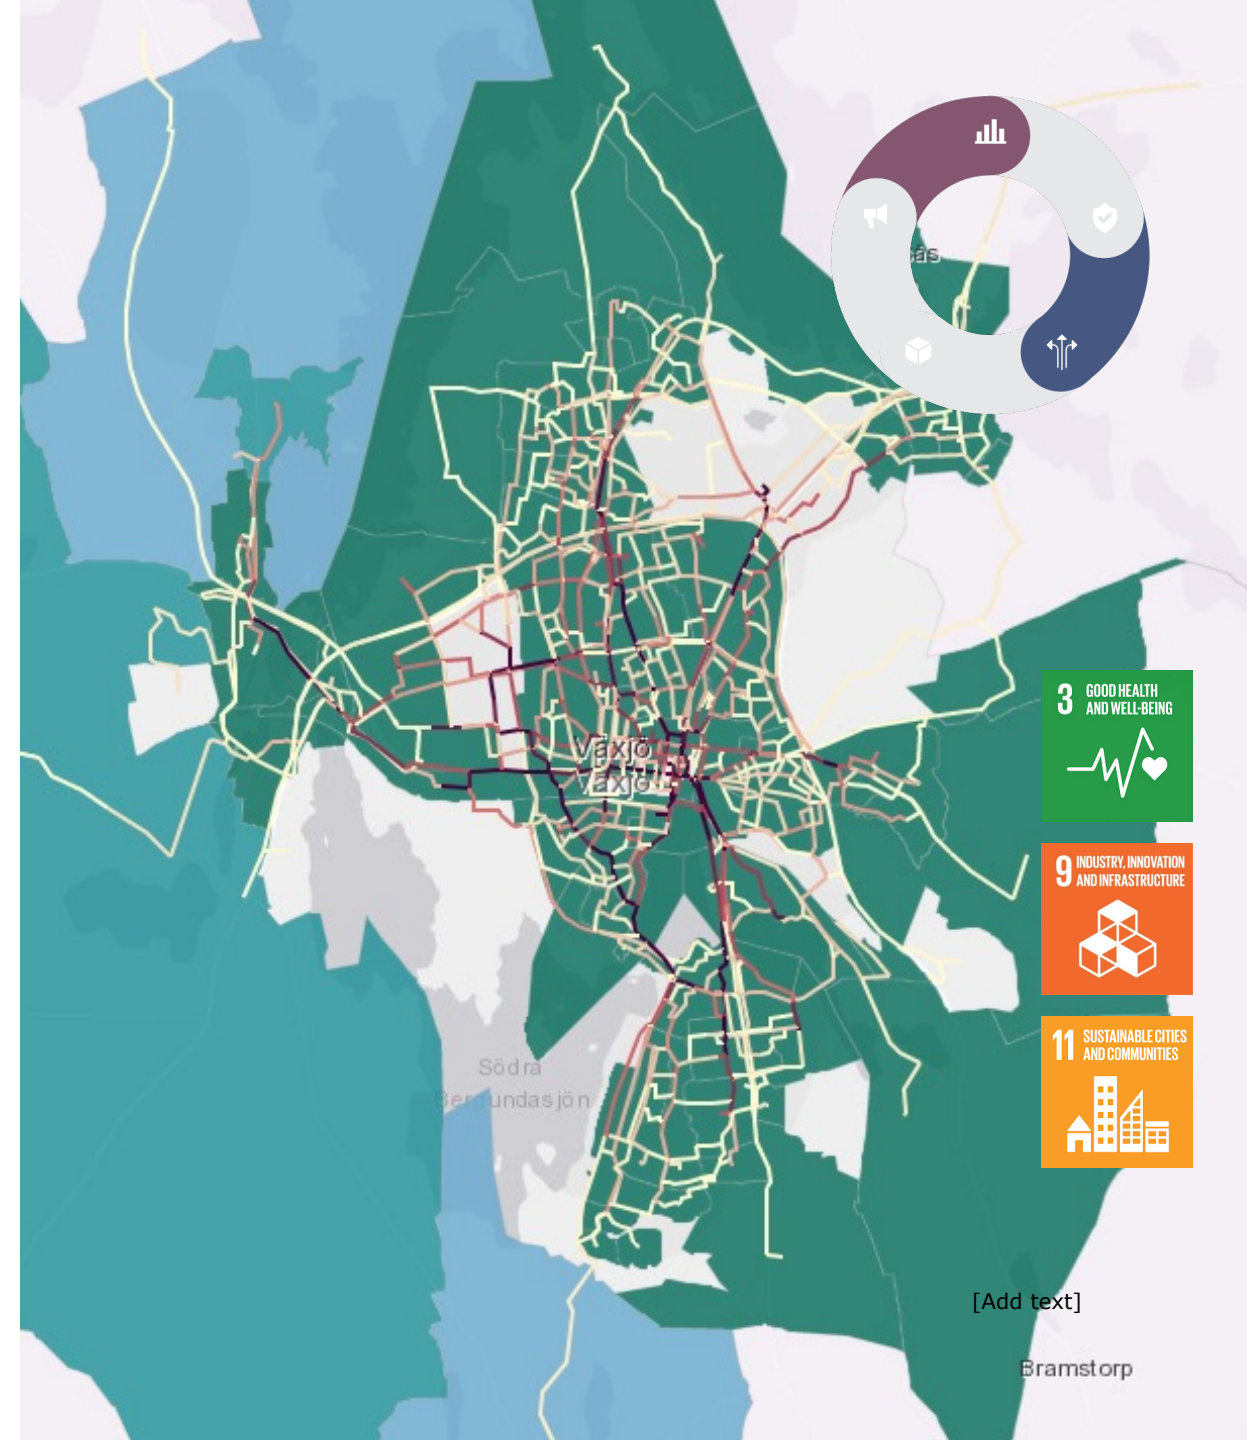 ås
3 GOOD HEALTH
AND WELL-BEING
Växjö
Växjö
9 INDUSTRY, INNOVATION
AND INFRASTRUCTURE
Södra
Bergundasjön
11 SUSTAINABLE CITIES
AND COMMUNITIES
[Add text]
Bramstorp